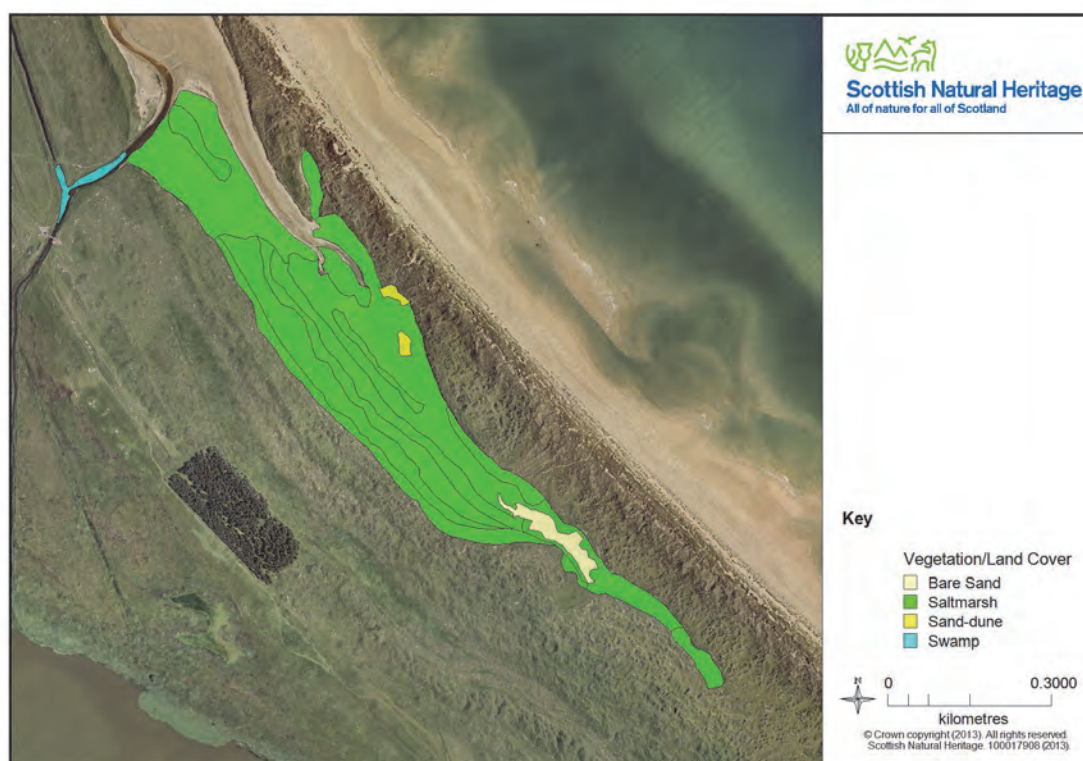 Scottish Natural Heritage
All of nature for all of Scotland
Key
Vegetation/Land Cover
Bare Sand
Saltmarsh
Sand-dune
Swamp
N
0 0.3000
kilometres
© Crown copyright (2013). All rights reserved.
Scottish Natural Heritage. 100017908 (2013).